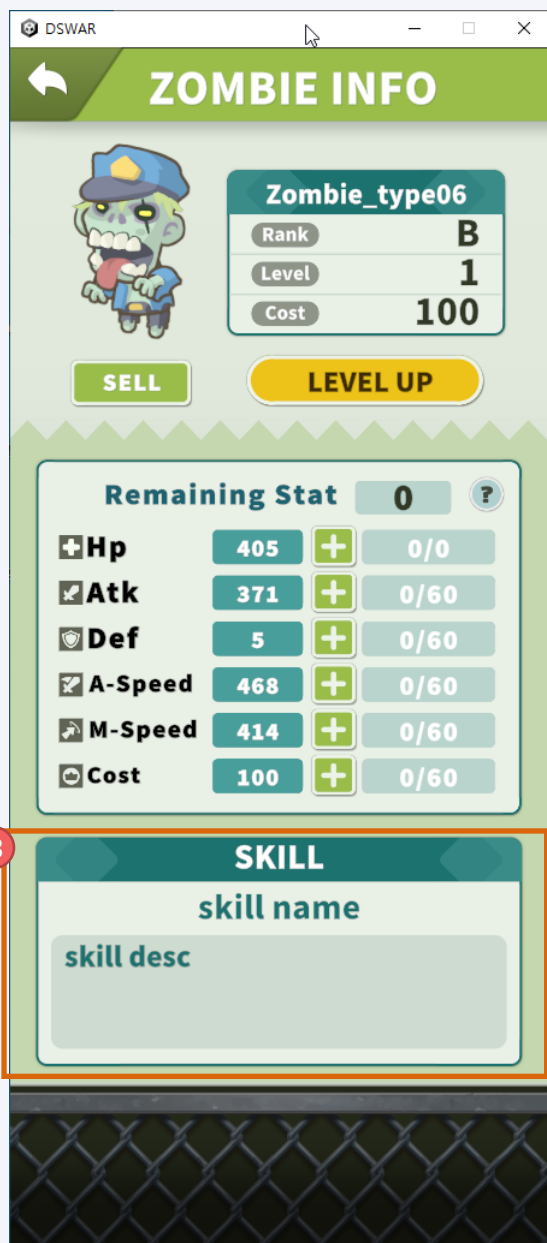 DSWAR
ZOMBIE INFO
Zombie_type06
Rank B
Level 1
Cost 100
SELL
LEVEL UP
Remaining Stat 0 ?
Hp 405 + 0/0
Atk 371 + 0/60
Def 5 + 0/60
A-Speed 468 + 0/60
M-Speed 414 + 0/60
Cost 100 + 0/60
SKILL
skill name
skill desc